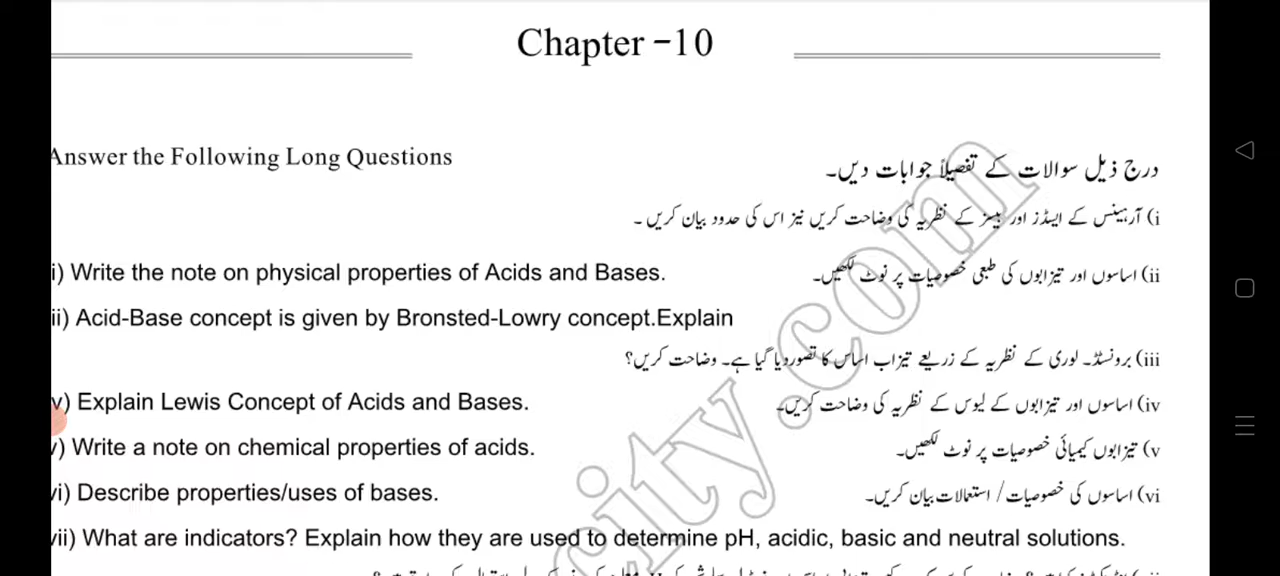 Chapter -10
Answer the Following Long Questions
درج ذیل سوالات کے تفصیلاً جوابات دیں۔
i) آرہینس کے ایسڈز اور بیسز کے نظریہ کی وضاحت کریں نیز اس کی حدود بیان کریں۔
i) Write the note on physical properties of Acids and Bases.
ii) اساسوں اور تیزابوں کی طبعی خصوصیات پر نوٹ لکھیں۔
ii) Acid-Base concept is given by Bronsted-Lowry concept.Explain
iii) برونسٹڈ۔ لوری کے نظریہ کے زریعے تیزاب اساس کا تصور دیا گیا ہے۔ وضاحت کریں؟
v) Explain Lewis Concept of Acids and Bases.
iv) اساسوں اور تیزابوں کے لیوس کے نظریہ کی وضاحت کریں۔
v) Write a note on chemical properties of acids.
v) تیزابوں کیمیائی خصوصیات پر نوٹ لکھیں۔
vi) Describe properties/uses of bases.
vi) اساسوں کی خصوصیات / استعمالات بیان کریں۔
vii) What are indicators? Explain how they are used to determine pH, acidic, basic and neutral solutions.
city.com